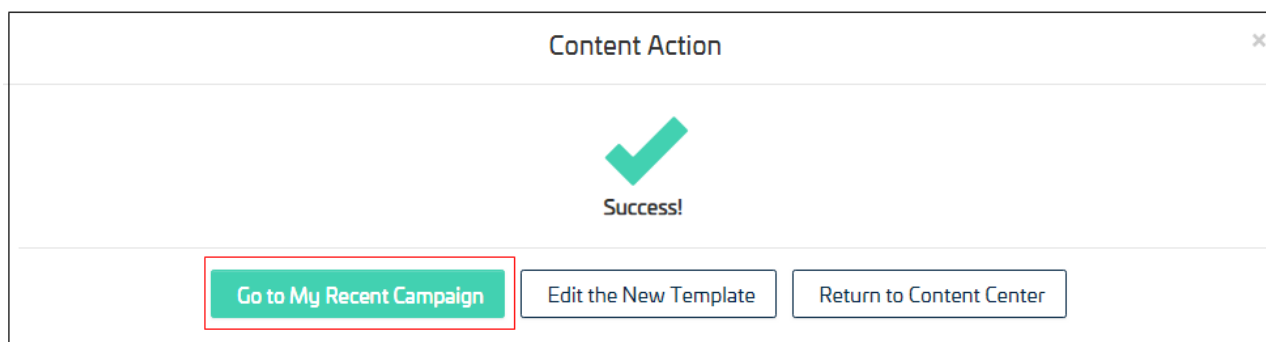 Content Action
×
Success!
Go to My Recent Campaign
Edit the New Template
Return to Content Center